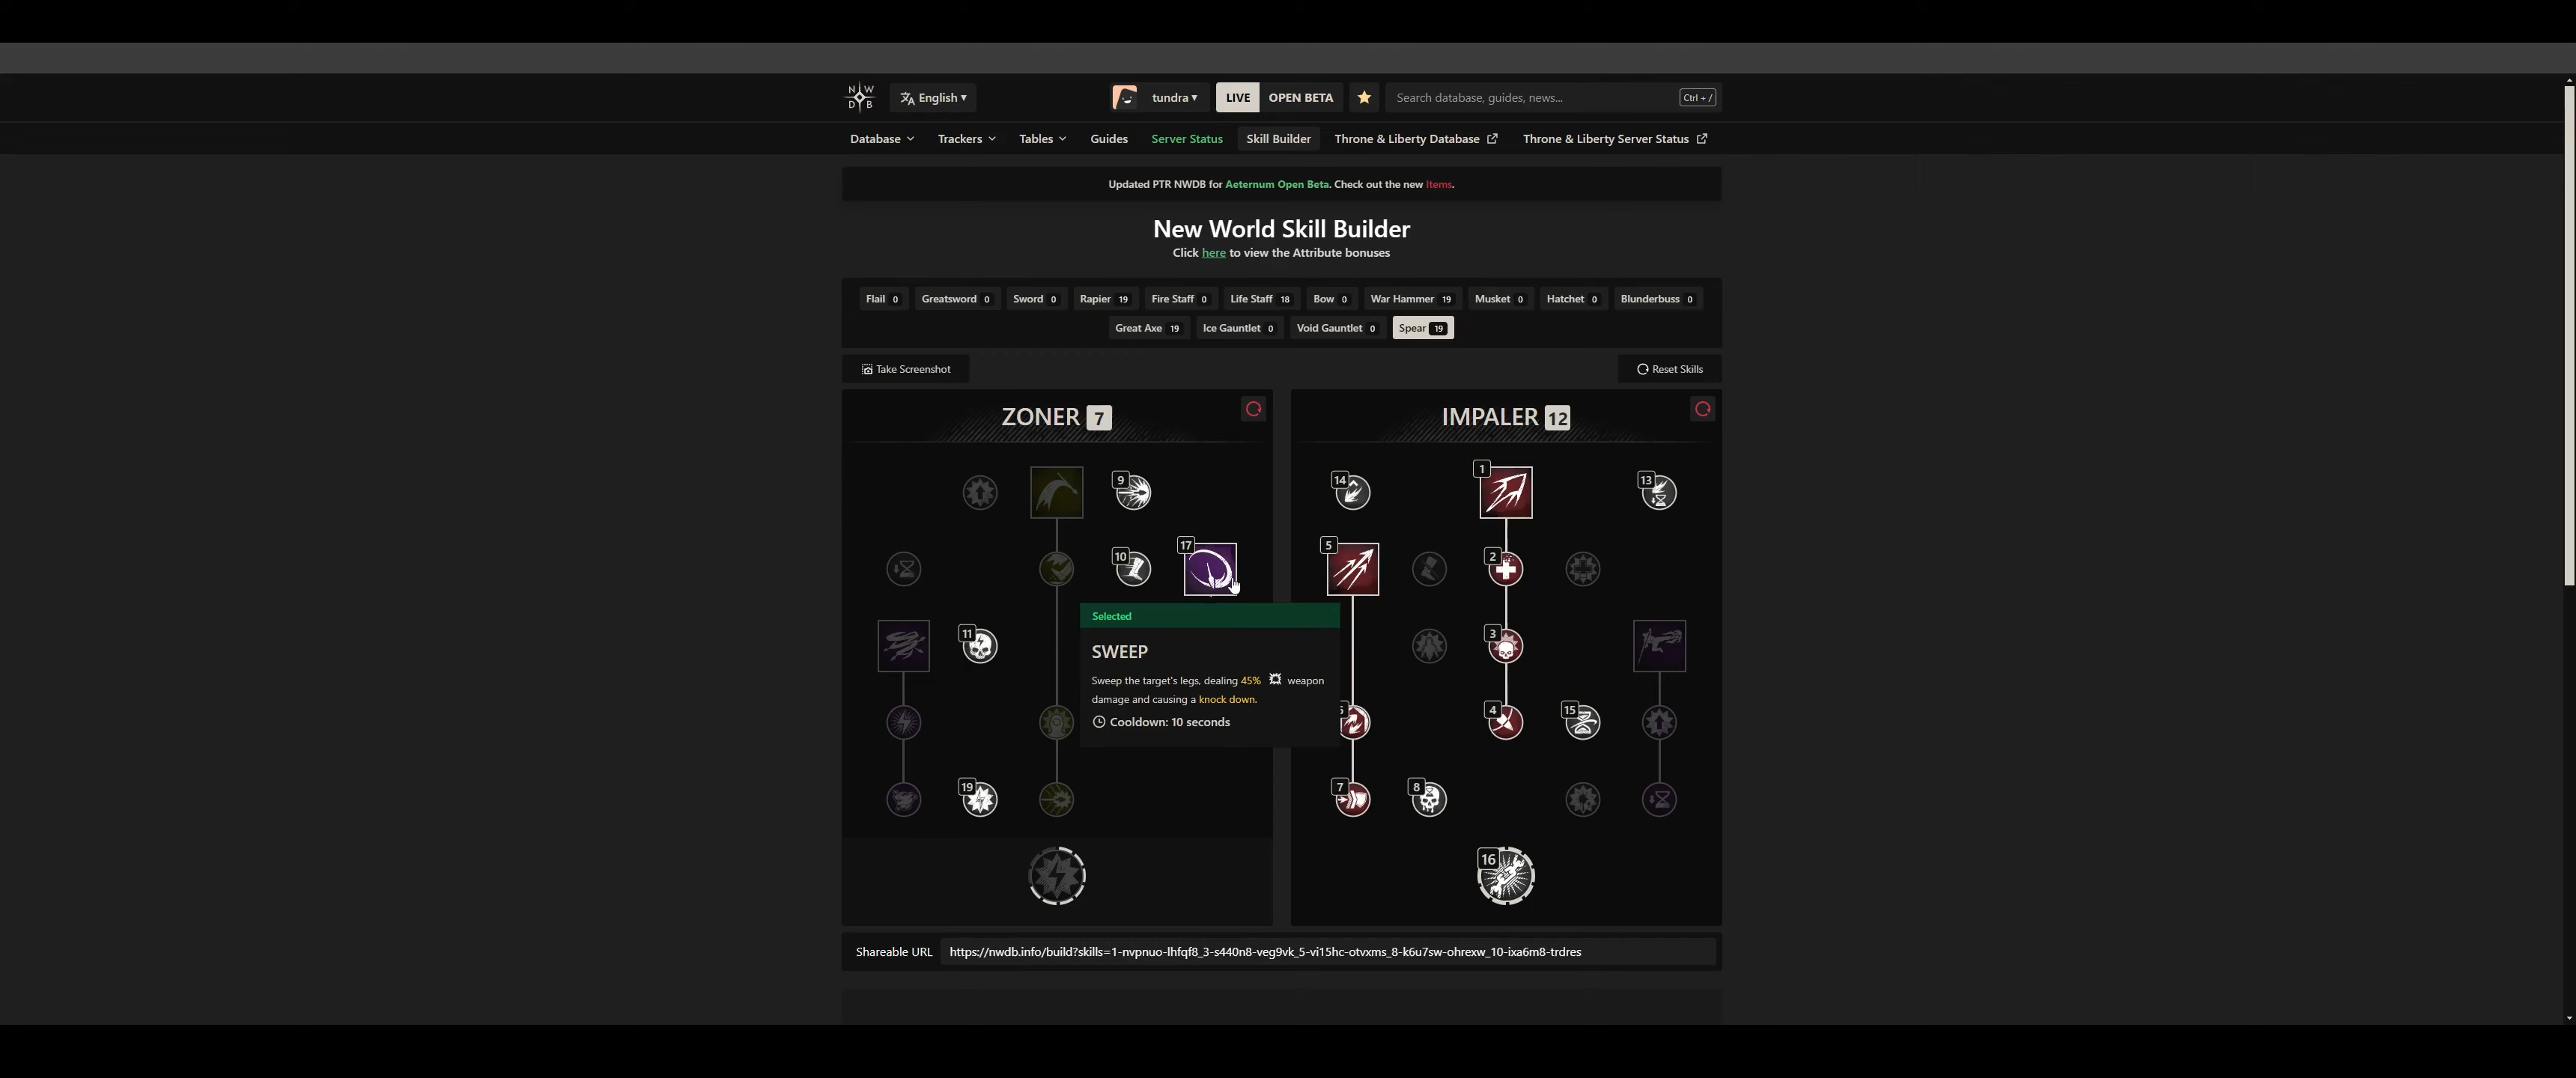 N W
D B
English ▾
tundra ▾
LIVE
OPEN BETA
Search database, guides, news...
Ctrl + /
Database
Trackers
Tables
Guides
Server Status
Skill Builder
Throne & Liberty Database
Throne & Liberty Server Status
Updated PTR NWDB for Aeternum Open Beta. Check out the new Items.
New World Skill Builder
Click here to view the Attribute bonuses
Flail 0
Greatsword 0
Sword 0
Rapier 19
Fire Staff 0
Life Staff 18
Bow 0
War Hammer 19
Musket 0
Hatchet 0
Blunderbuss 0
Great Axe 19
Ice Gauntlet 0
Void Gauntlet 0
Spear 19
Take Screenshot
Reset Skills
ZONER 7
9
10
17
11
19
Selected
SWEEP
Sweep the target's legs, dealing 45% weapon
damage and causing a knock down.
Cooldown: 10 seconds
IMPALER 12
14
1
13
5
2
3
4
15
7
8
16
Shareable URL
https://nwdb.info/build?skills=1-nvpnuo-lhfqf8_3-s440n8-veg9vk_5-vi15hc-otvxms_8-k6u7sw-ohrexw_10-ixa6m8-trdres